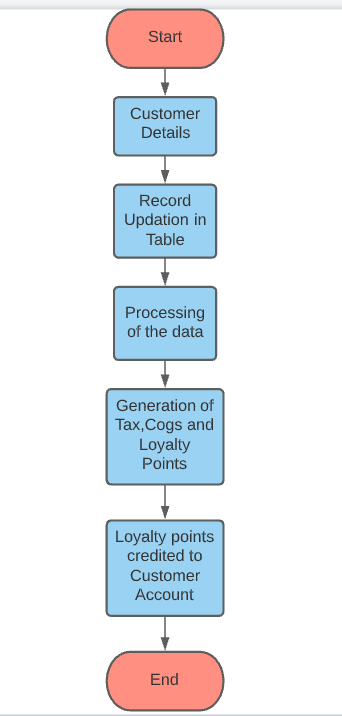 Start
Customer
Details
Record
Updation in
Table
Processing
of the data
Generation of
Tax,Cogs and
Loyalty
Points
Loyalty points
credited to
Customer
Account
End